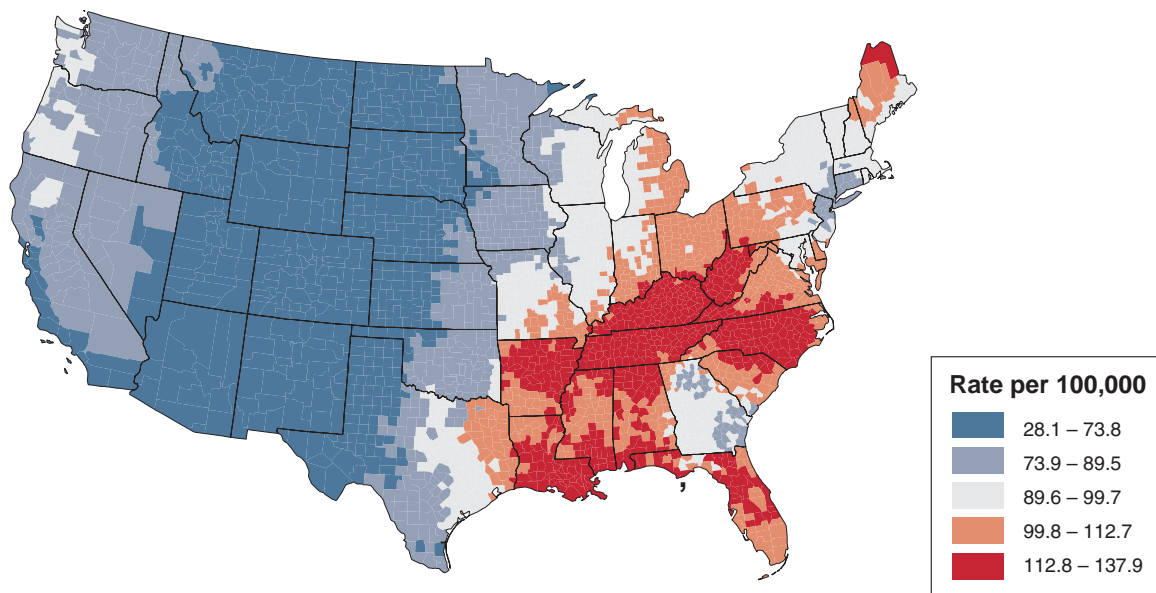 Rate per 100,000
28.1 – 73.8
73.9 – 89.5
89.6 – 99.7
99.8 – 112.7
112.8 – 137.9